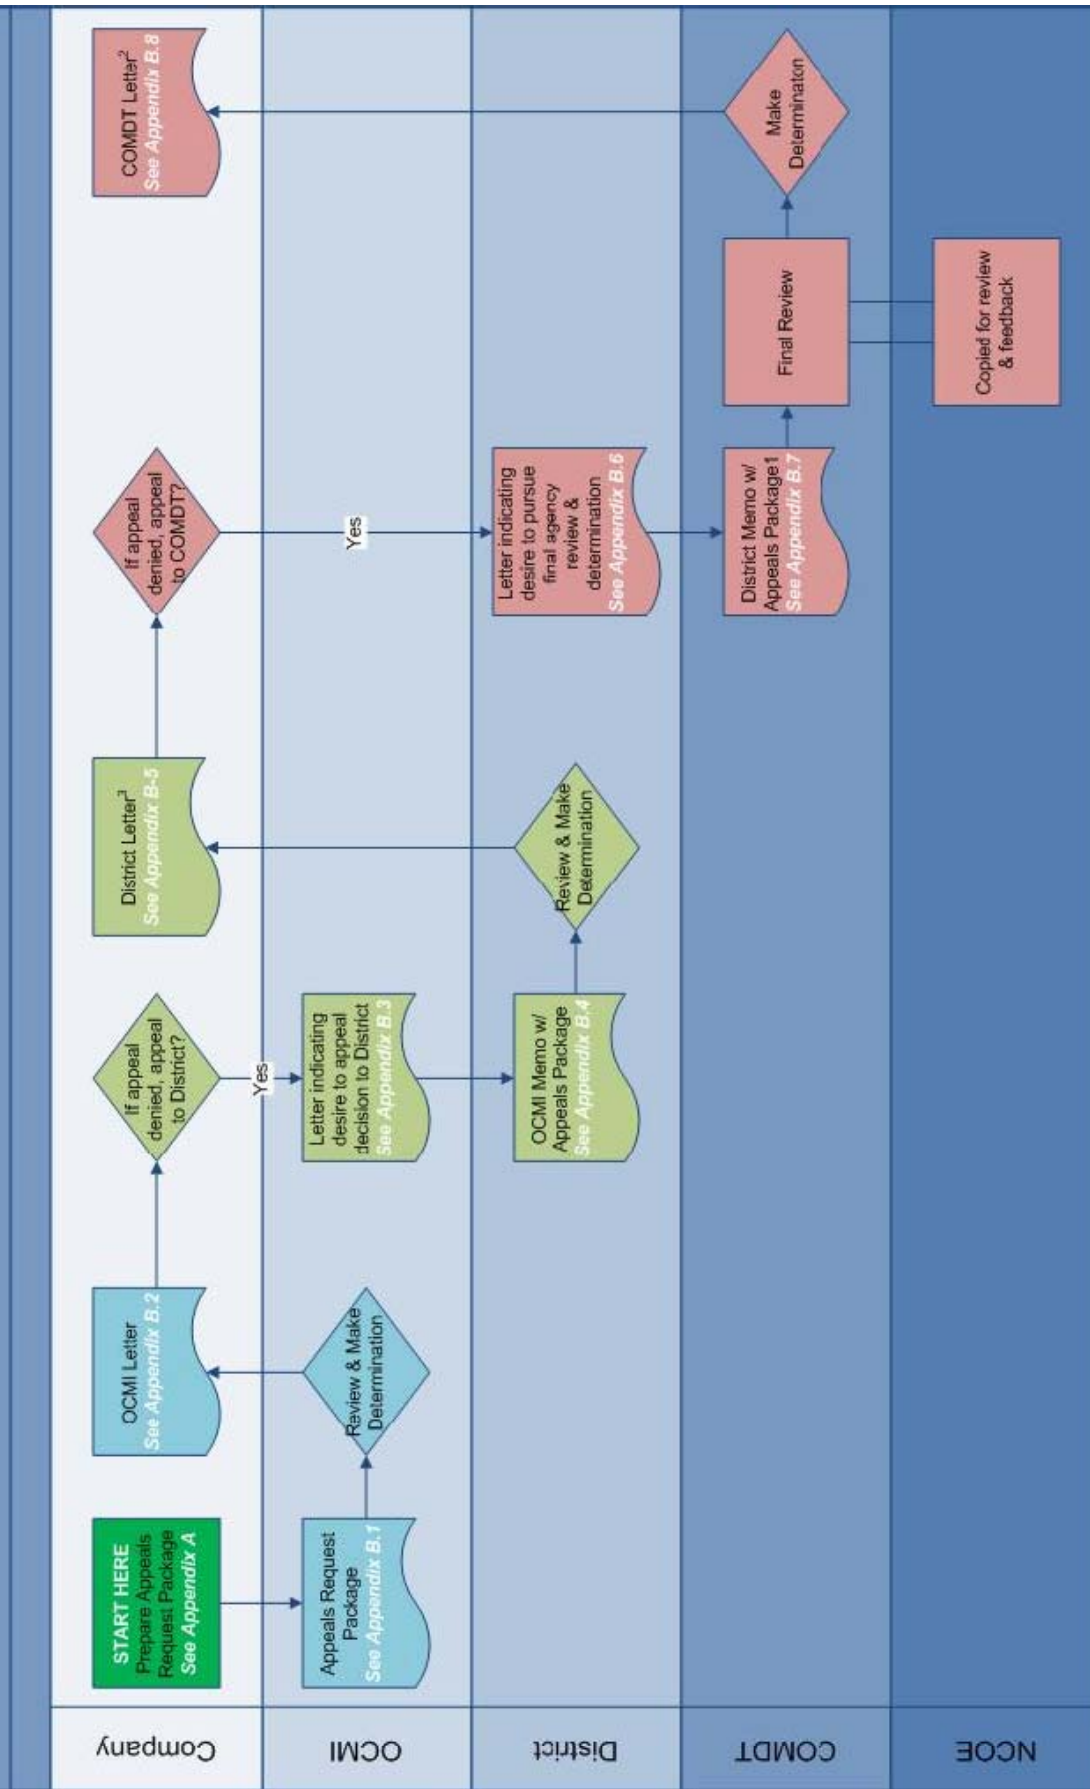 Company
START HERE
Prepare Appeals
Request Package
See Appendix A
OCMI Letter
See Appendix B.2
If appeal
denied, appeal
to District?
District Letter³
See Appendix B-5
If appeal
denied, appeal
to COMDT?
COMDT Letter²
See Appendix B.8
Yes
OCMI
Appeals Request
Package
See Appendix B.1
Review & Make
Determination
Letter indicating
desire to appeal
decision to District
See Appendix B.3
Yes
District
OCMI Memo w/
Appeals Package
See Appendix B.4
Review & Make
Determination
Letter indicating
desire to pursue
final agency
review &
determination
See Appendix B.6
COMDT
District Memo w/
Appeals Package1
See Appendix B.7
Final Review
Make
Determinaton
NCOE
Copied for review
& feedback